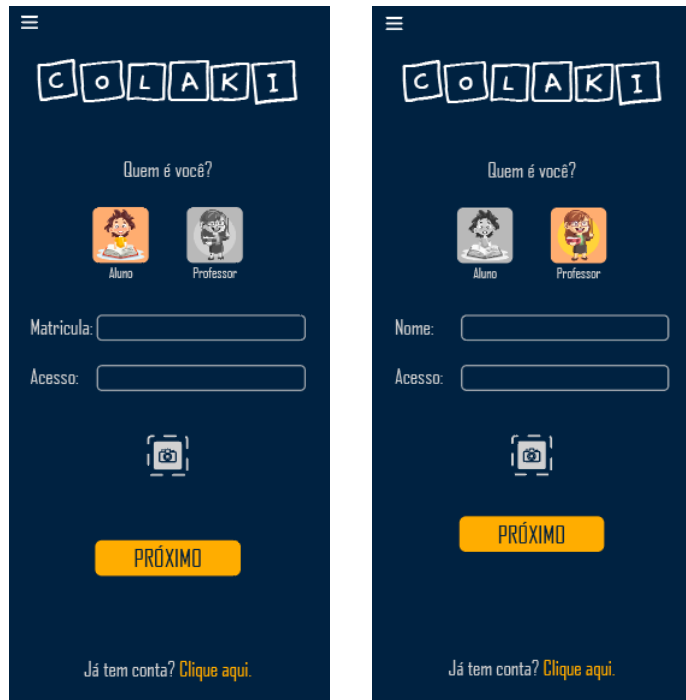 COLAKI
Quem é você?
Aluno
Professor
Matricula:
Acesso:
PRÓXIMO
Já tem conta? Clique aqui.
COLAKI
Quem é você?
Aluno
Professor
Nome:
Acesso:
PRÓXIMO
Já tem conta? Clique aqui.